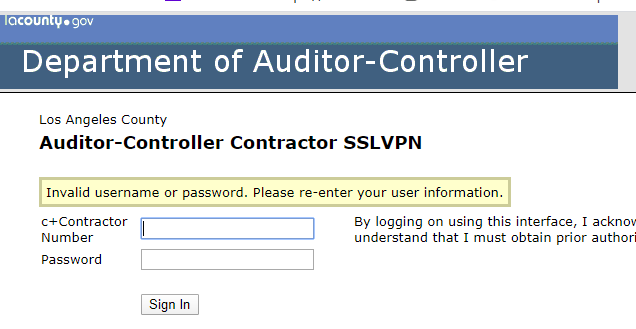 lacounty.gov
Department of Auditor-Controller
Los Angeles County
Auditor-Controller Contractor SSLVPN
Invalid username or password. Please re-enter your user information.
c+Contractor
Number
Password
Sign In
By logging on using this interface, I
understand that I must obtain prior